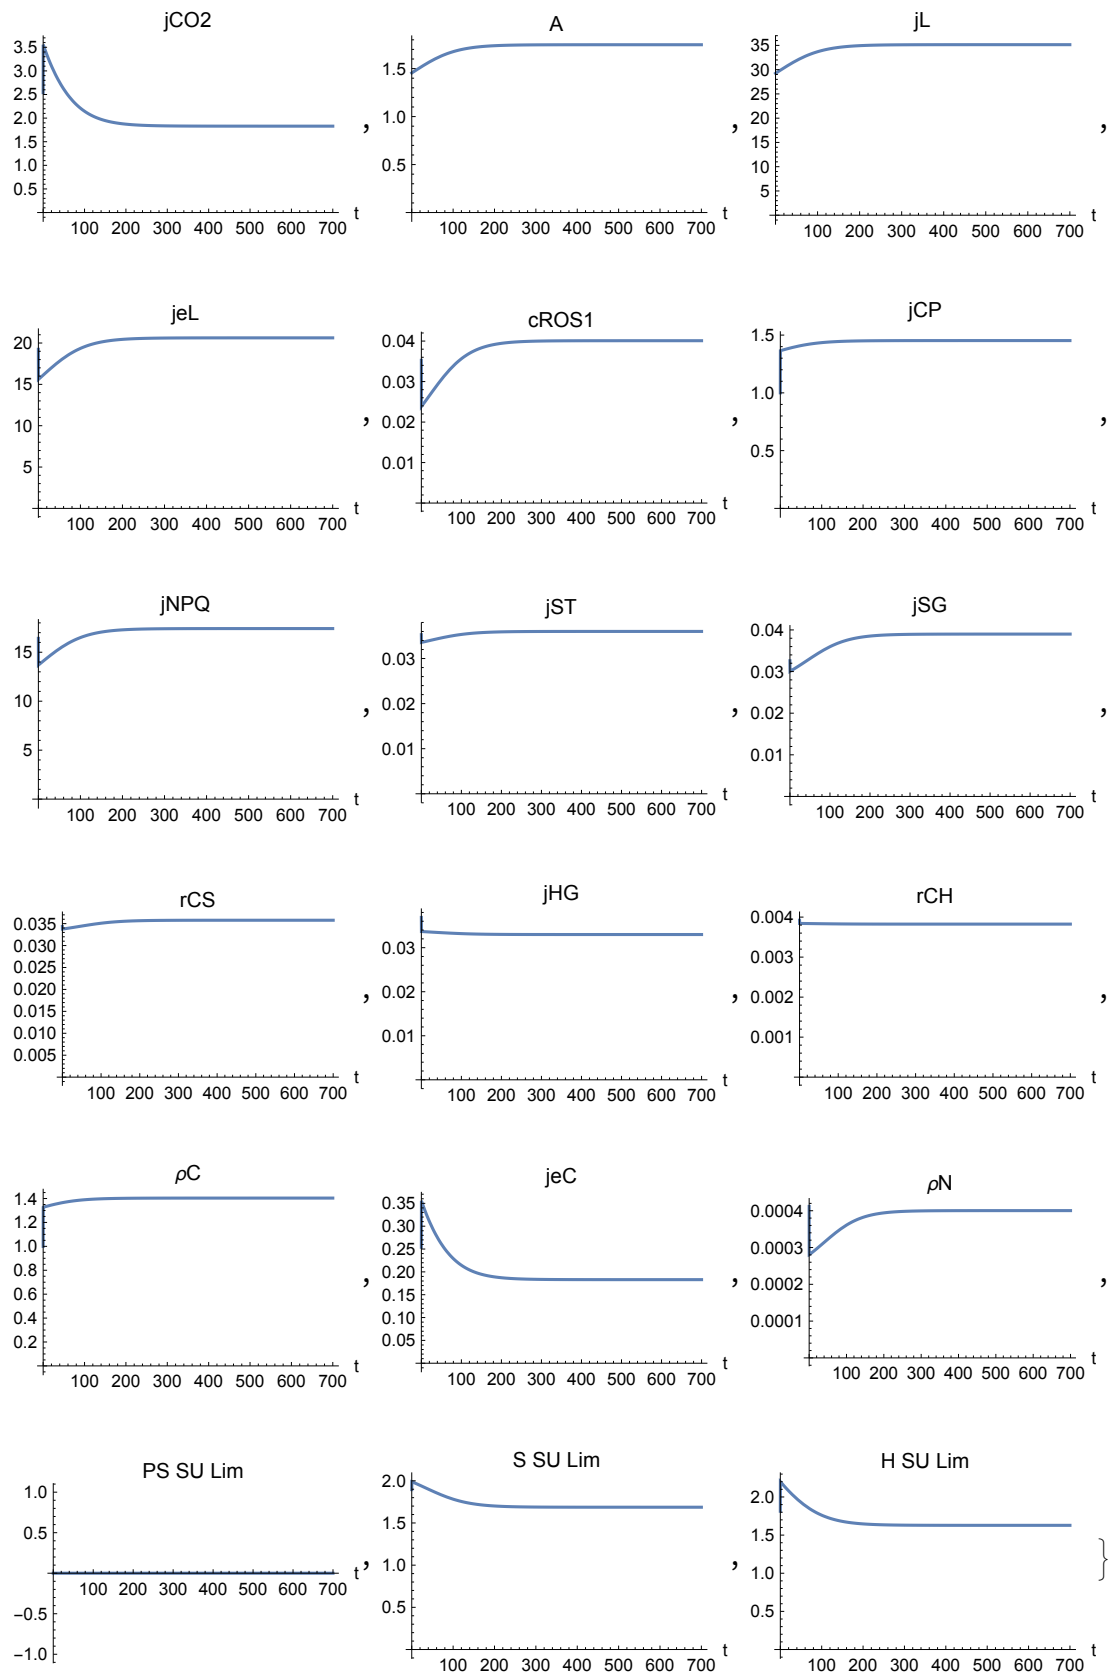 jCO2
3.5
3.0
2.5
2.0
1.5
1.0
0.5
100 200 300 400 500 600 700 t
,
A
1.5
1.0
0.5
100 200 300 400 500 600 700 t
,
jL
35
30
25
20
15
10
5
100 200 300 400 500 600 700 t
,
jeL
20
15
10
5
100 200 300 400 500 600 700 t
,
cROS1
0.04
0.03
0.02
0.01
100 200 300 400 500 600 700 t
,
jCP
1.5
1.0
0.5
100 200 300 400 500 600 700 t
,
jNPQ
15
10
5
100 200 300 400 500 600 700 t
,
jST
0.03
0.02
0.01
100 200 300 400 500 600 700 t
,
jSG
0.04
0.03
0.02
0.01
100 200 300 400 500 600 700 t
,
rCS
0.035
0.030
0.025
0.020
0.015
0.010
0.005
100 200 300 400 500 600 700 t
,
jHG
0.03
0.02
0.01
100 200 300 400 500 600 700 t
,
rCH
0.004
0.003
0.002
0.001
100 200 300 400 500 600 700 t
,
ρC
1.4
1.2
1.0
0.8
0.6
0.4
0.2
100 200 300 400 500 600 700 t
,
jeC
0.35
0.30
0.25
0.20
0.15
0.10
0.05
100 200 300 400 500 600 700 t
,
ρN
0.0004
0.0003
0.0002
0.0001
100 200 300 400 500 600 700 t
,
PS SU Lim
1.0
0.5
100 200 300 400 500 600 700 t
-0.5
-1.0
,
S SU Lim
2.0
1.5
1.0
0.5
100 200 300 400 500 600 700 t
,
H SU Lim
2.0
1.5
1.0
0.5
100 200 300 400 500 600 700 t
}